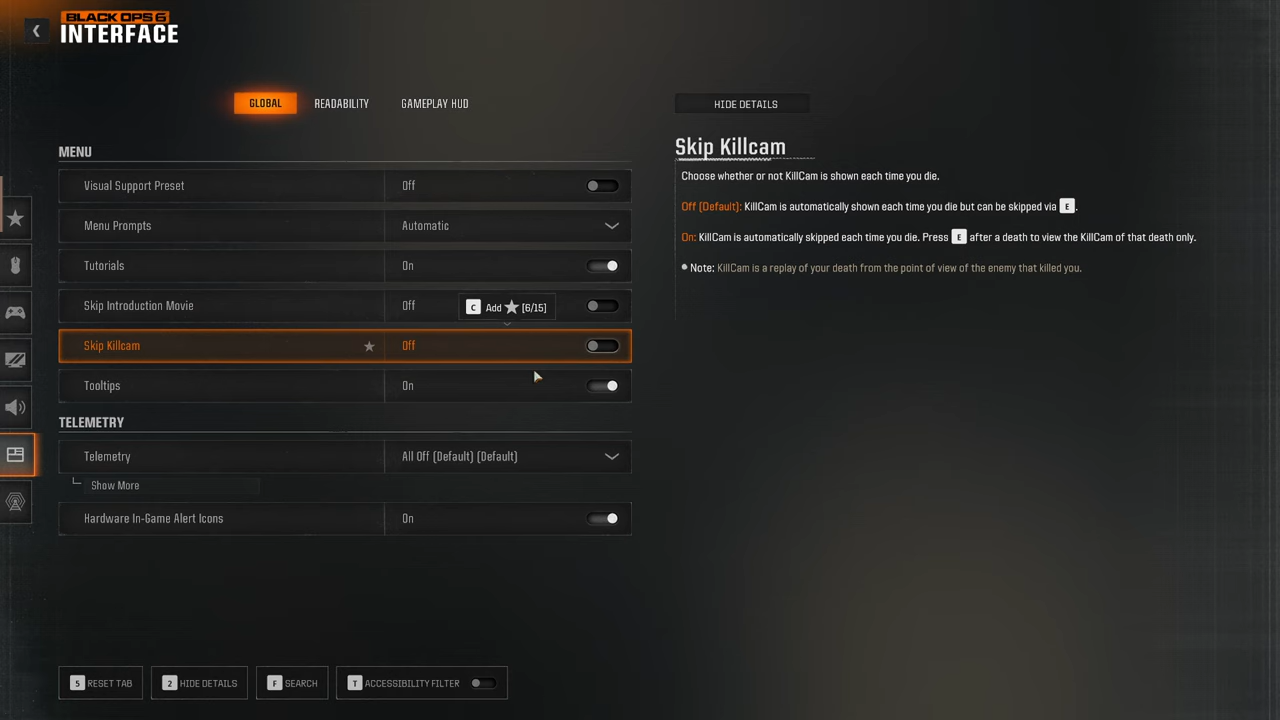 BLACK OPS 6
INTERFACE
GLOBAL READABILITY GAMEPLAY HUD
MENU
Visual Support Preset Off
Menu Prompts Automatic
Tutorials On
Skip Introduction Movie Off
C Add [6/15]
Skip Killcam Off
Tooltips On
TELEMETRY
Telemetry All Off (Default) (Default)
Show More
Hardware In-Game Alert Icons On
HIDE DETAILS
Skip Killcam
Choose whether or not KillCam is shown each time you die.
Off (Default): KillCam is automatically shown each time you die but can be skipped via E.
On: KillCam is automatically skipped each time you die. Press E after a death to view the KillCam of that death only.
Note: KillCam is a replay of your death from the point of view of the enemy that killed you.
5 RESET TAB 2 HIDE DETAILS F SEARCH T ACCESSIBILITY FILTER